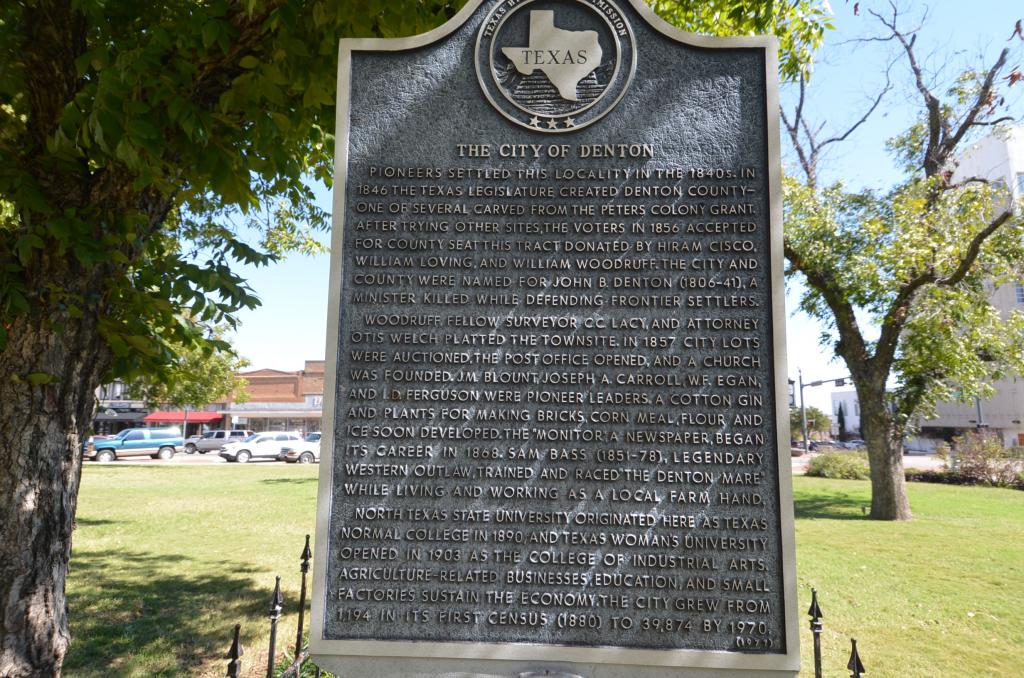 TEXAS
THE CITY OF DENTON
PIONEERS SETTLED THIS LOCALITY IN THE 1840s. IN
1846 THE TEXAS LEGISLATURE CREATED DENTON COUNTY—
ONE OF SEVERAL CARVED FROM THE PETERS COLONY GRANT.
AFTER TRYING OTHER SITES, THE VOTERS IN 1856 ACCEPTED
FOR COUNTY SEAT THIS TRACT DONATED BY HIRAM CISCO,
WILLIAM LOVING, AND WILLIAM WOODRUFF. THE CITY AND
COUNTY WERE NAMED FOR JOHN B. DENTON (1806-41), A
MINISTER KILLED WHILE DEFENDING FRONTIER SETTLERS.
WOODRUFF, FELLOW SURVEYOR C.C. LACY, AND ATTORNEY
OTIS WELCH PLATTED THE TOWNSITE. IN 1857 CITY LOTS
WERE AUCTIONED, THE POST OFFICE OPENED, AND A CHURCH
WAS FOUNDED. J.M. BLOUNT, JOSEPH A. CARROLL, W.F. EGAN,
AND J.D. FERGUSON WERE PIONEER LEADERS. A COTTON GIN
AND PLANTS FOR MAKING BRICKS, CORN MEAL, FLOUR, AND
ICE SOON DEVELOPED. THE "MONITOR", A NEWSPAPER, BEGAN
ITS CAREER IN 1868. SAM BASS (1851-78), LEGENDARY
WESTERN OUTLAW, TRAINED AND RACED "THE DENTON MARE"
WHILE LIVING AND WORKING AS A LOCAL FARM HAND.
NORTH TEXAS STATE UNIVERSITY ORIGINATED HERE AS TEXAS
NORMAL COLLEGE IN 1890, AND TEXAS WOMAN'S UNIVERSITY
OPENED IN 1903 AS THE COLLEGE OF INDUSTRIAL ARTS.
AGRICULTURE-RELATED BUSINESSES, EDUCATION, AND SMALL
FACTORIES SUSTAIN THE ECONOMY. THE CITY GREW FROM
1,194 IN ITS FIRST CENSUS (1880) TO 39,874 BY 1970.